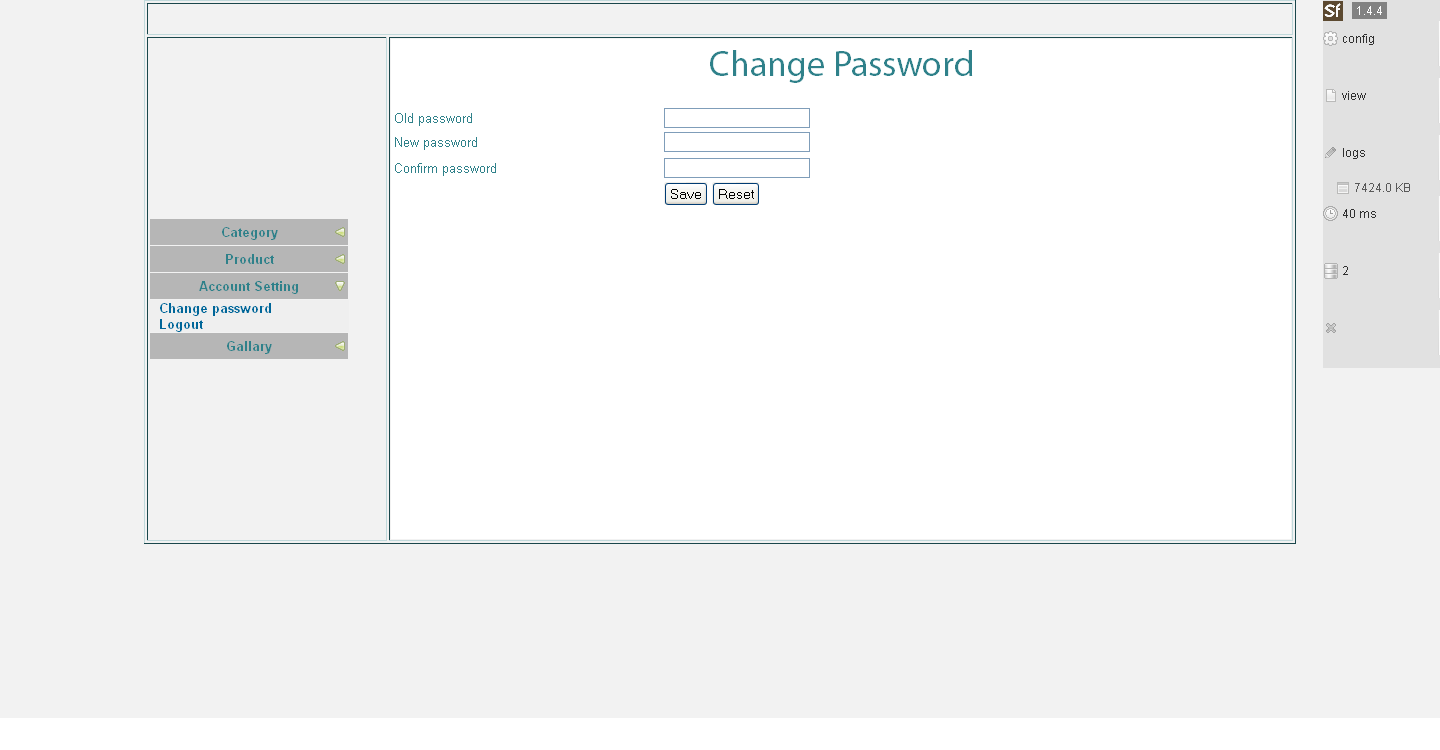 Change Password
Old password
New password
Confirm password
Save Reset
Category
Product
Account Setting
Change password
Logout
Gallary
Sf 1.4.4
config
view
logs
7424.0 KB
40 ms
2